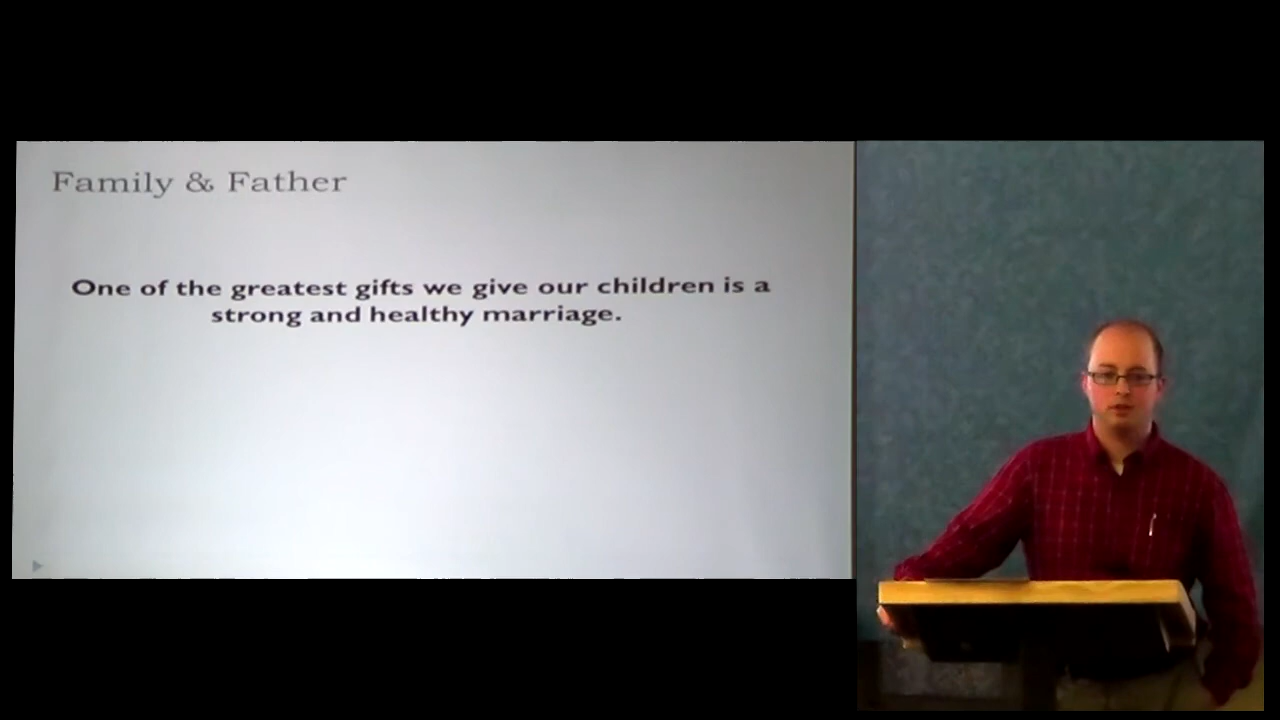 Family & Father
One of the greatest gifts we give our children is a
strong and healthy marriage.